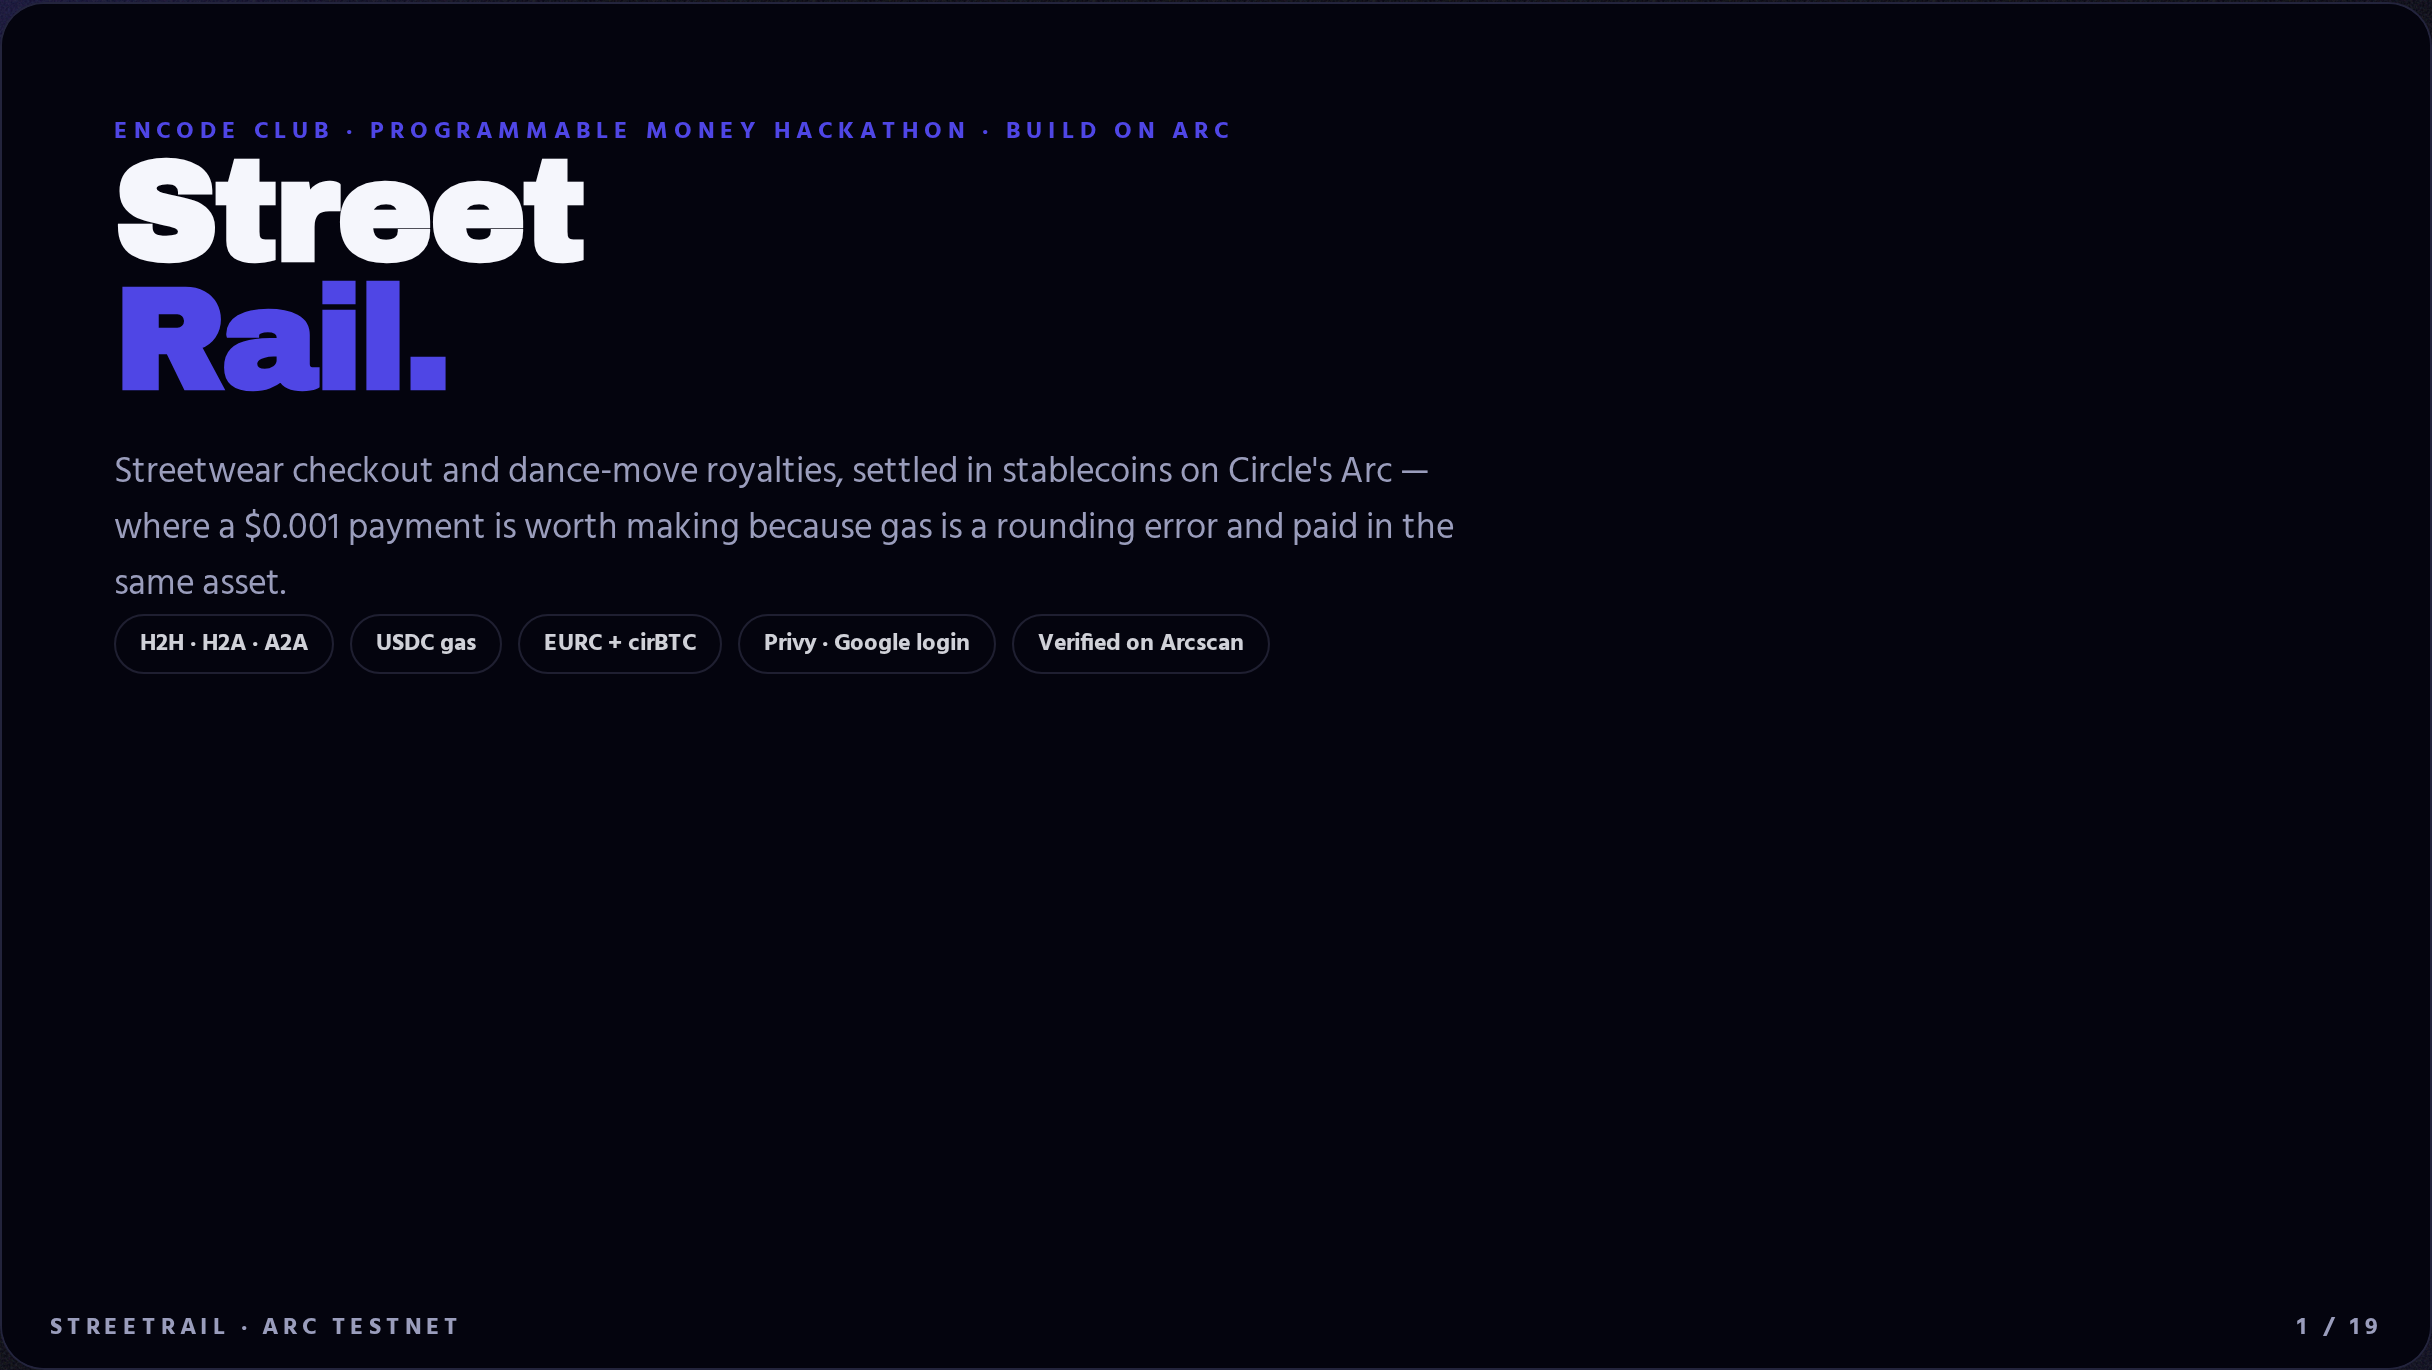 ENCODE CLUB · PROGRAMMABLE MONEY HACKATHON · BUILD ON ARC
Street
Rail.
Streetwear checkout and dance-move royalties, settled in stablecoins on Circle's Arc —
where a $0.001 payment is worth making because gas is a rounding error and paid in the
same asset.
H2H · H2A · A2A USDC gas EURC + cirBTC Privy · Google login Verified on Arcscan
STREETRAIL · ARC TESTNET 1 / 19